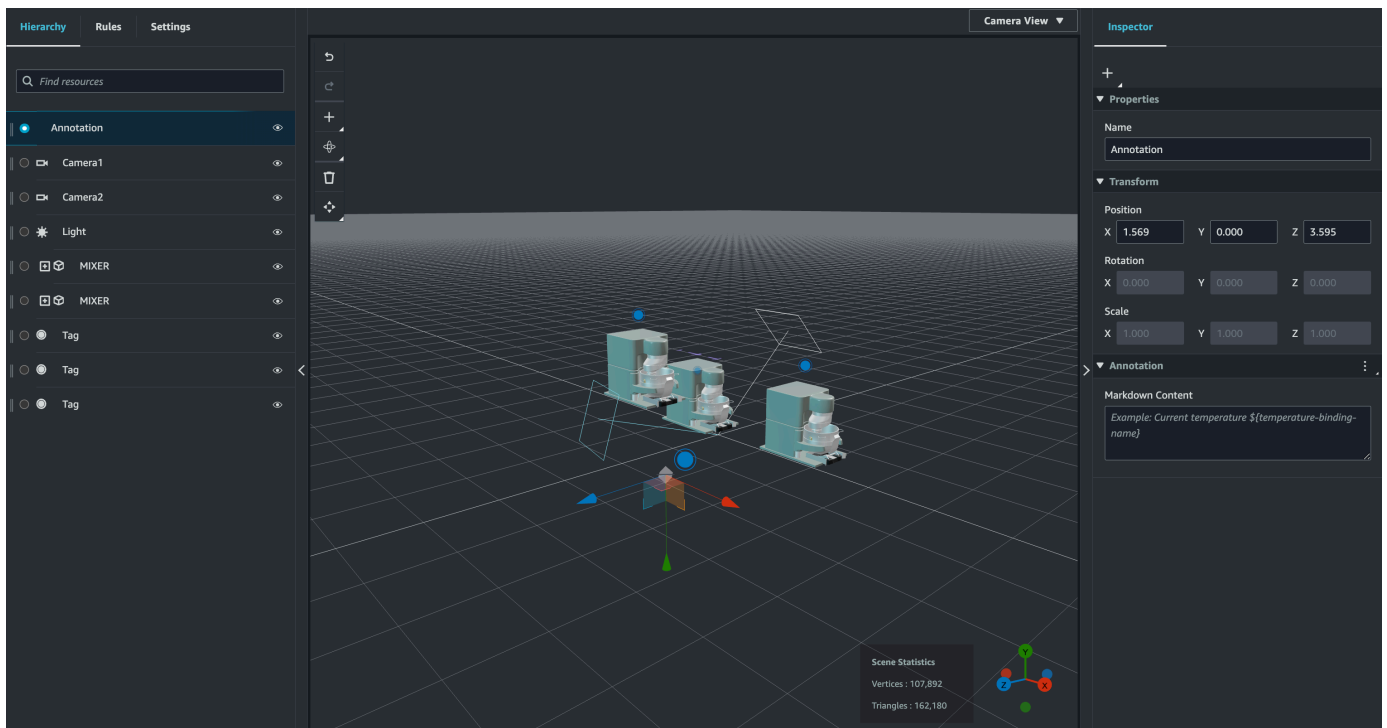 Hierarchy Rules Settings
Find resources
Annotation
Camera1
Camera2
Light
MIXER
MIXER
Tag
Tag
Tag
Camera View
Scene Statistics
Vertices : 107,892
Triangles : 162,180
Y
Z
X
Inspector
Properties
Name
Annotation
Transform
Position
X 1.569 Y 0.000 Z 3.595
Rotation
X 0.000 Y 0.000 Z 0.000
Scale
X 1.000 Y 1.000 Z 1.000
Annotation
Markdown Content
Example: Current temperature ${temperature-binding-
name}